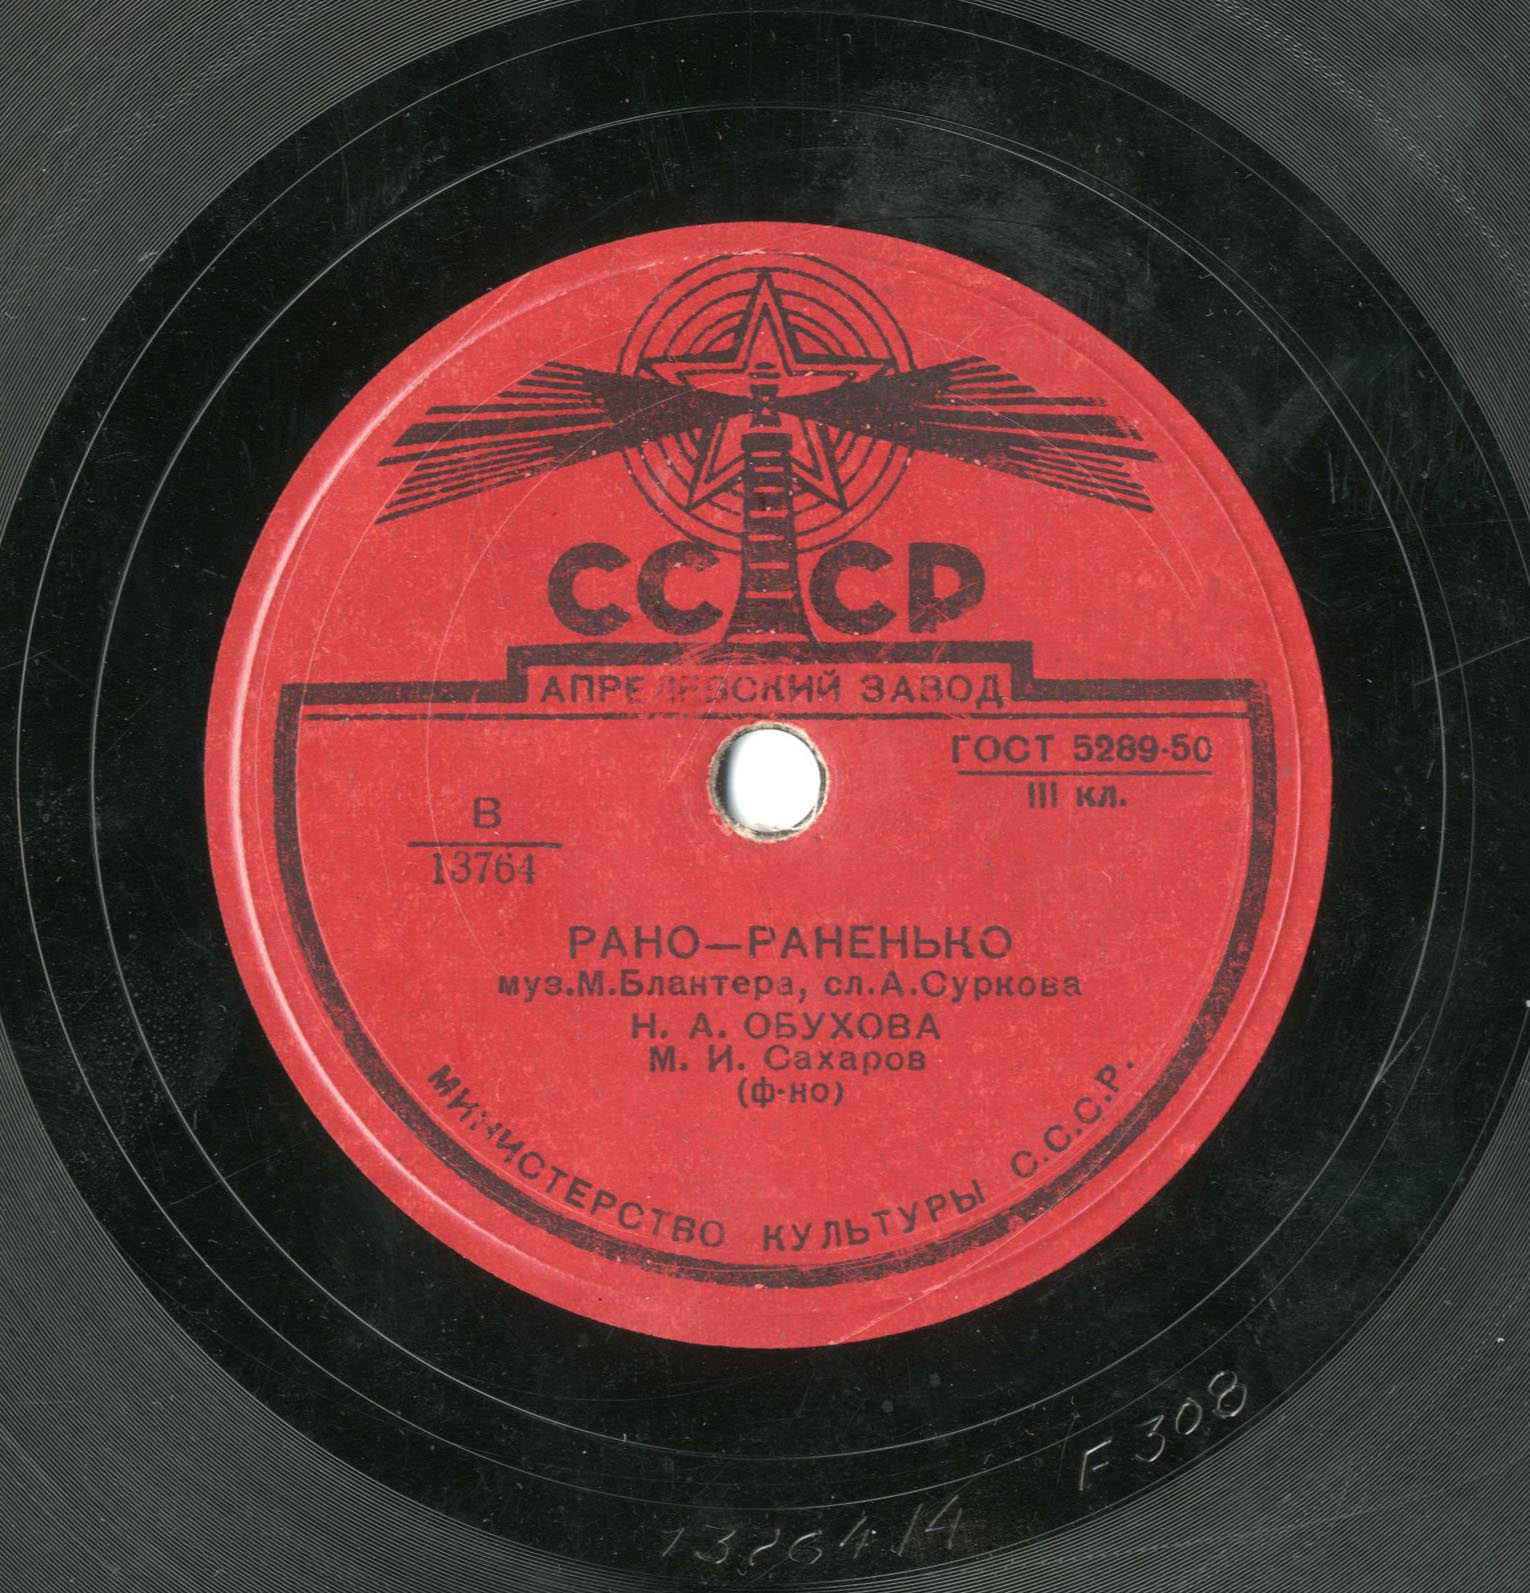 СССР
АПРЕЛЕВСКИЙ ЗАВОД
ГОСТ 5289-50
III кл.
В
13764
РАНО—РАНЕНЬКО
муз.М.Блантера, сл.А.Суркова
Н. А. ОБУХОВА
М. И. Сахаров
(ф-но)
МИНИСТЕРСТВО КУЛЬТУРЫ С.С.С.Р.
F 308